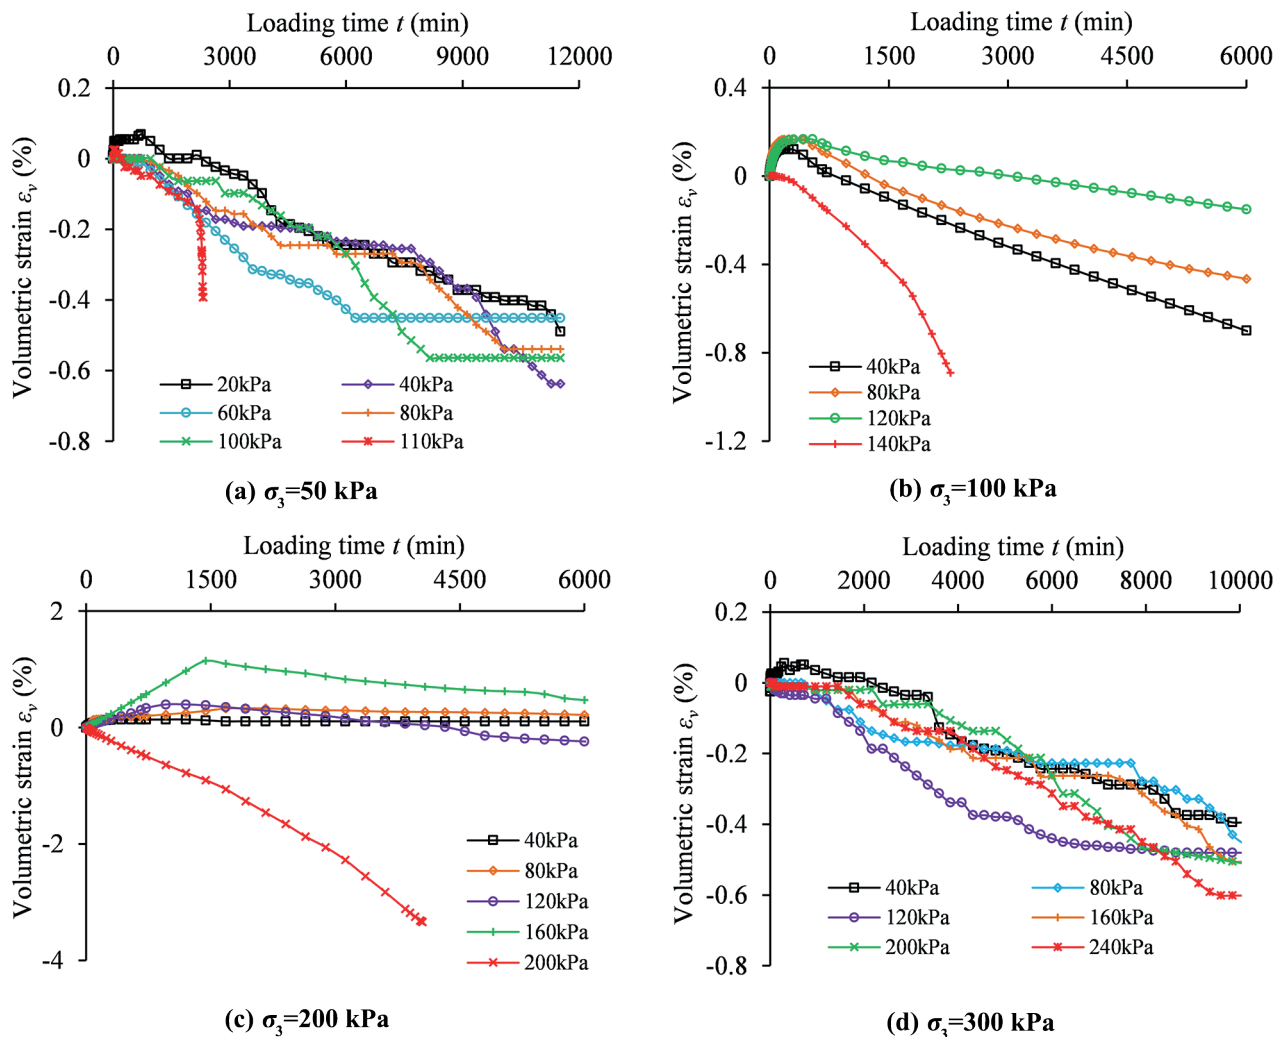 Loading time t (min)
0 3000 6000 9000 12000
0.2
0
-0.2
-0.4
-0.6
-0.8
Volumetric strain εv (%)
20kPa 40kPa
60kPa 80kPa
100kPa 110kPa
(a) σ3=50 kPa
Loading time t (min)
0 1500 3000 4500 6000
0.4
0
-0.4
-0.8
-1.2
Volumetric strain εv (%)
40kPa
80kPa
120kPa
140kPa
(b) σ3=100 kPa
Loading time t (min)
0 1500 3000 4500 6000
2
0
-2
-4
Volumetric strain εv (%)
40kPa
80kPa
120kPa
160kPa
200kPa
(c) σ3=200 kPa
Loading time t (min)
0 2000 4000 6000 8000 10000
0.2
0
-0.2
-0.4
-0.6
-0.8
Volumetric strain εv (%)
40kPa 80kPa
120kPa 160kPa
200kPa 240kPa
(d) σ3=300 kPa